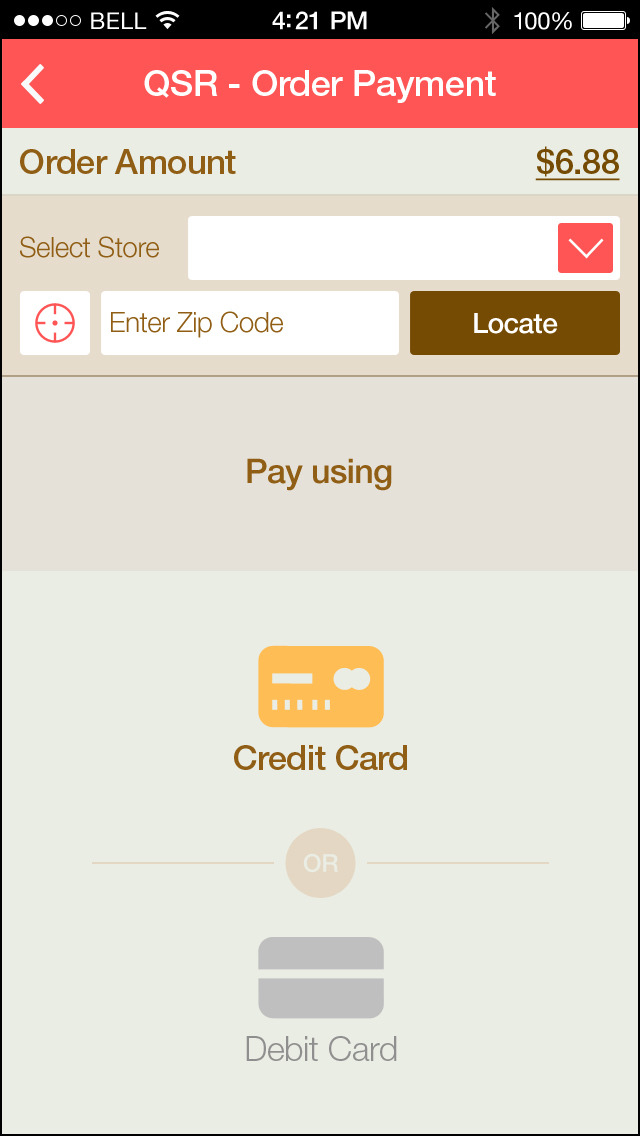 BELL 4:21 PM 100%
QSR - Order Payment
Order Amount $6.88
Select Store
Enter Zip Code Locate
Pay using
Credit Card
OR
Debit Card